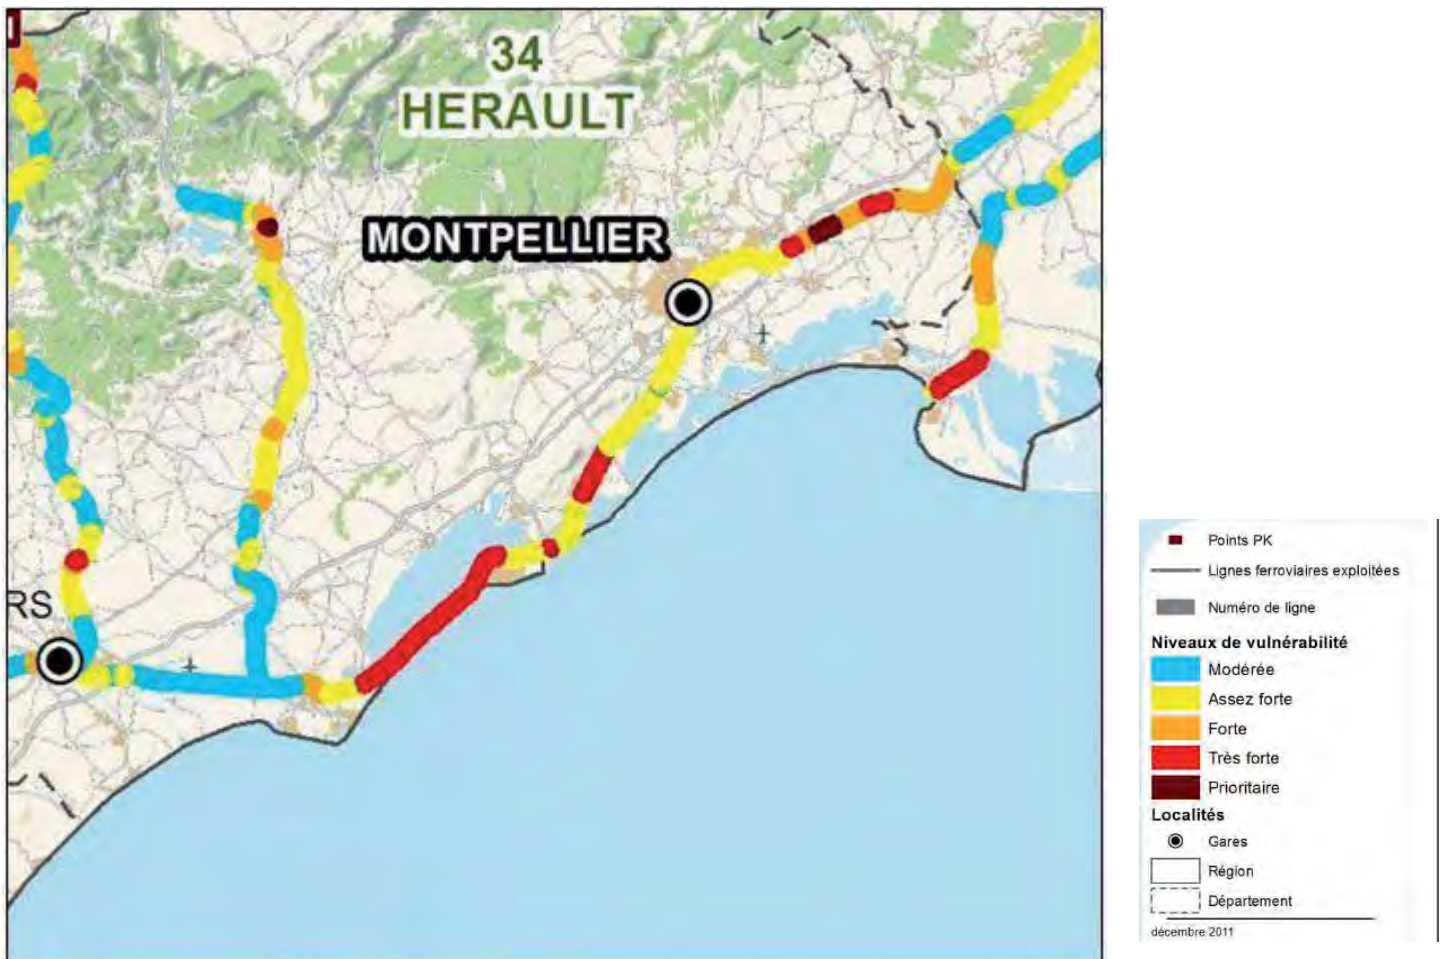 34
HERAULT
MONTPELLIER
RS
Points PK
Lignes ferroviaires exploitées
Numéro de ligne
Niveaux de vulnérabilité
Modérée
Assez forte
Forte
Très forte
Prioritaire
Localités
Gares
Région
Département
décembre 2011